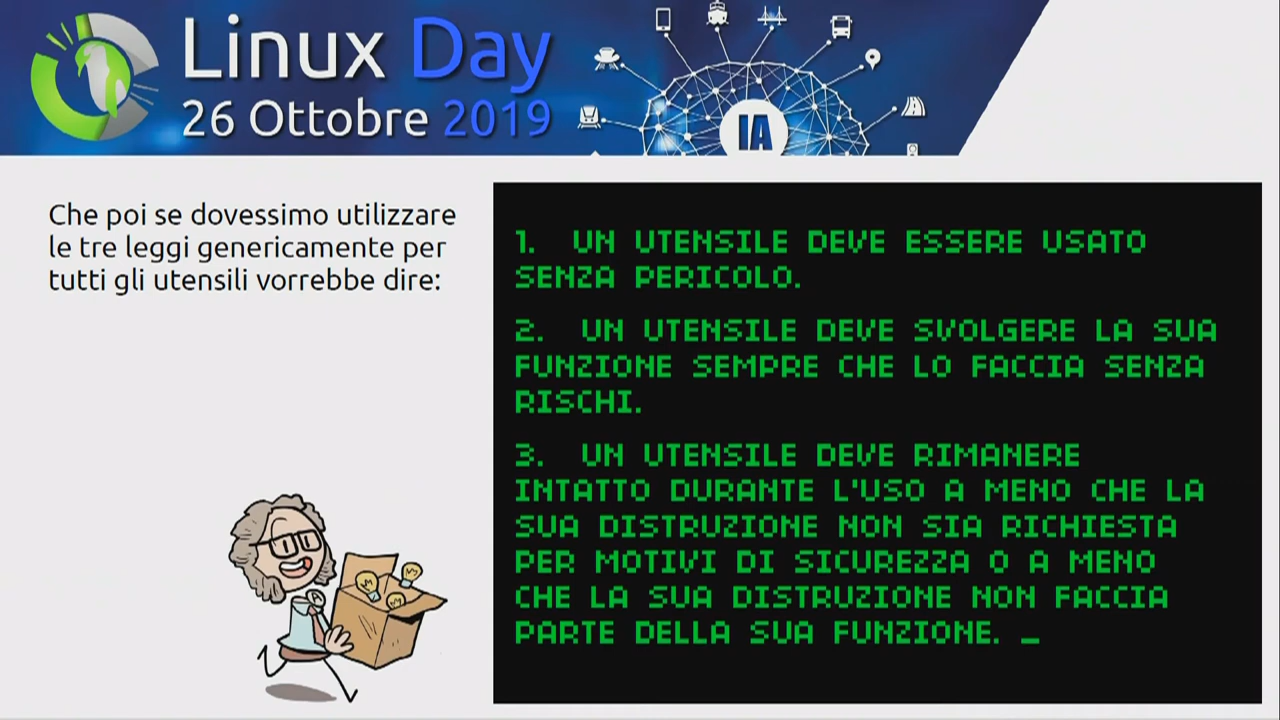 Linux Day
26 Ottobre 2019
IA
Che poi se dovessimo utilizzare
le tre leggi genericamente per
tutti gli utensili vorrebbe dire:
1. UN UTENSILE DEVE ESSERE USATO
SENZA PERICOLO.
2. UN UTENSILE DEVE SVOLGERE LA SUA
FUNZIONE SEMPRE CHE LO FACCIA SENZA
RISCHI.
3. UN UTENSILE DEVE RIMANERE
INTATTO DURANTE L'USO A MENO CHE LA
SUA DISTRUZIONE NON SIA RICHIESTA
PER MOTIVI DI SICUREZZA O A MENO
CHE LA SUA DISTRUZIONE NON FACCIA
PARTE DELLA SUA FUNZIONE. _